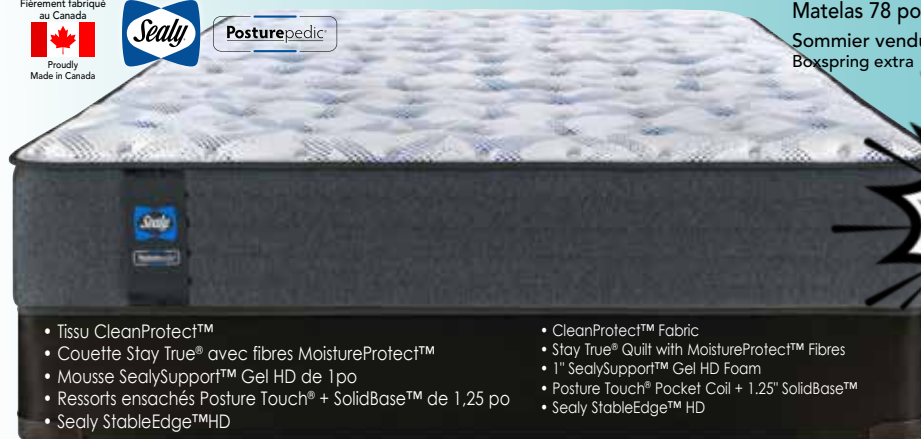 Fièrement fabriqué
au Canada
Proudly
Made in Canada
Sealy
Posturepedic
Matelas 78 po
Sommier vendu
Boxspring extra
Sealy
• Tissu CleanProtect™
• Couette Stay True® avec fibres MoistureProtect™
• Mousse SealySupport™ Gel HD de 1po
• Ressorts ensachés Posture Touch® + SolidBase™ de 1,25 po
• Sealy StableEdge™HD
• CleanProtect™ Fabric
• Stay True® Quilt with MoistureProtect™ Fibres
• 1" SealySupport™ Gel HD Foam
• Posture Touch® Pocket Coil + 1.25" SolidBase™
• Sealy StableEdge™ HD